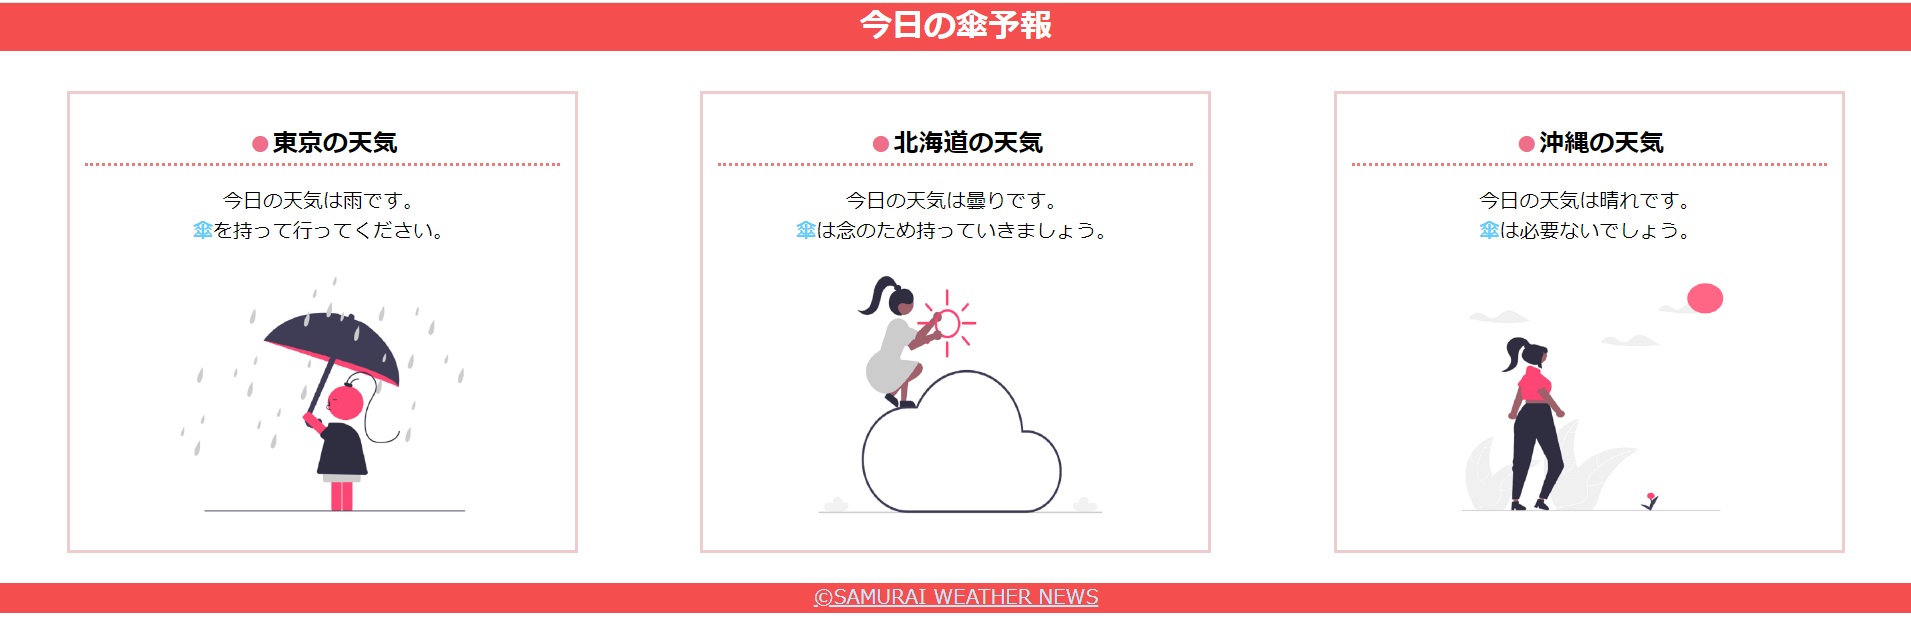 今日の傘予報
●東京の天気
今日の天気は雨です。
傘を持って行ってください。
●北海道の天気
今日の天気は曇りです。
傘は念のため持っていきましょう。
●沖縄の天気
今日の天気は晴れです。
傘は必要ないでしょう。
©SAMURAI WEATHER NEWS